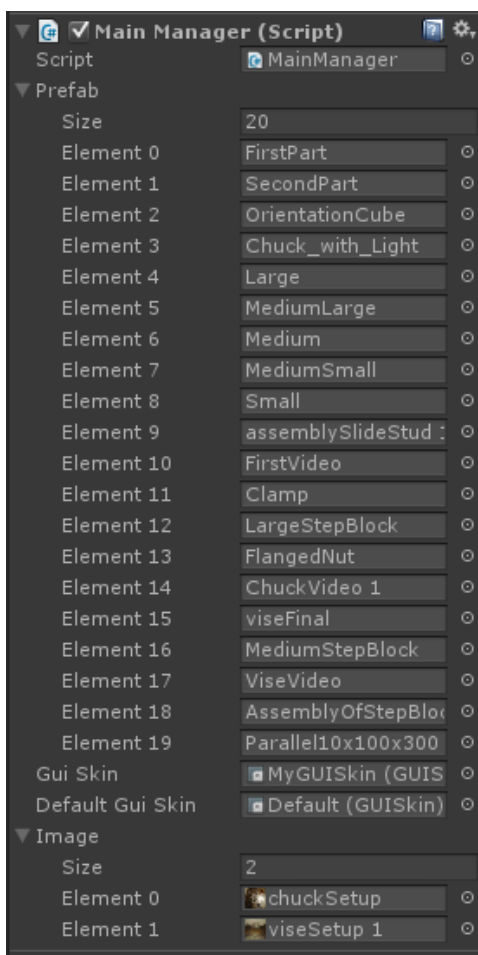 Main Manager (Script)
Script MainManager
Prefab
Size 20
Element 0 FirstPart
Element 1 SecondPart
Element 2 OrientationCube
Element 3 Chuck_with_Light
Element 4 Large
Element 5 MediumLarge
Element 6 Medium
Element 7 MediumSmall
Element 8 Small
Element 9 assemblySlideStud
Element 10 FirstVideo
Element 11 Clamp
Element 12 LargeStepBlock
Element 13 FlangedNut
Element 14 ChuckVideo 1
Element 15 viseFinal
Element 16 MediumStepBlock
Element 17 ViseVideo
Element 18 AssemblyOfStepBlo
Element 19 Parallel10x100x300
Gui Skin MyGUISkin (GUIS
Default Gui Skin Default (GUISkin)
Image
Size 2
Element 0 chuckSetup
Element 1 viseSetup 1